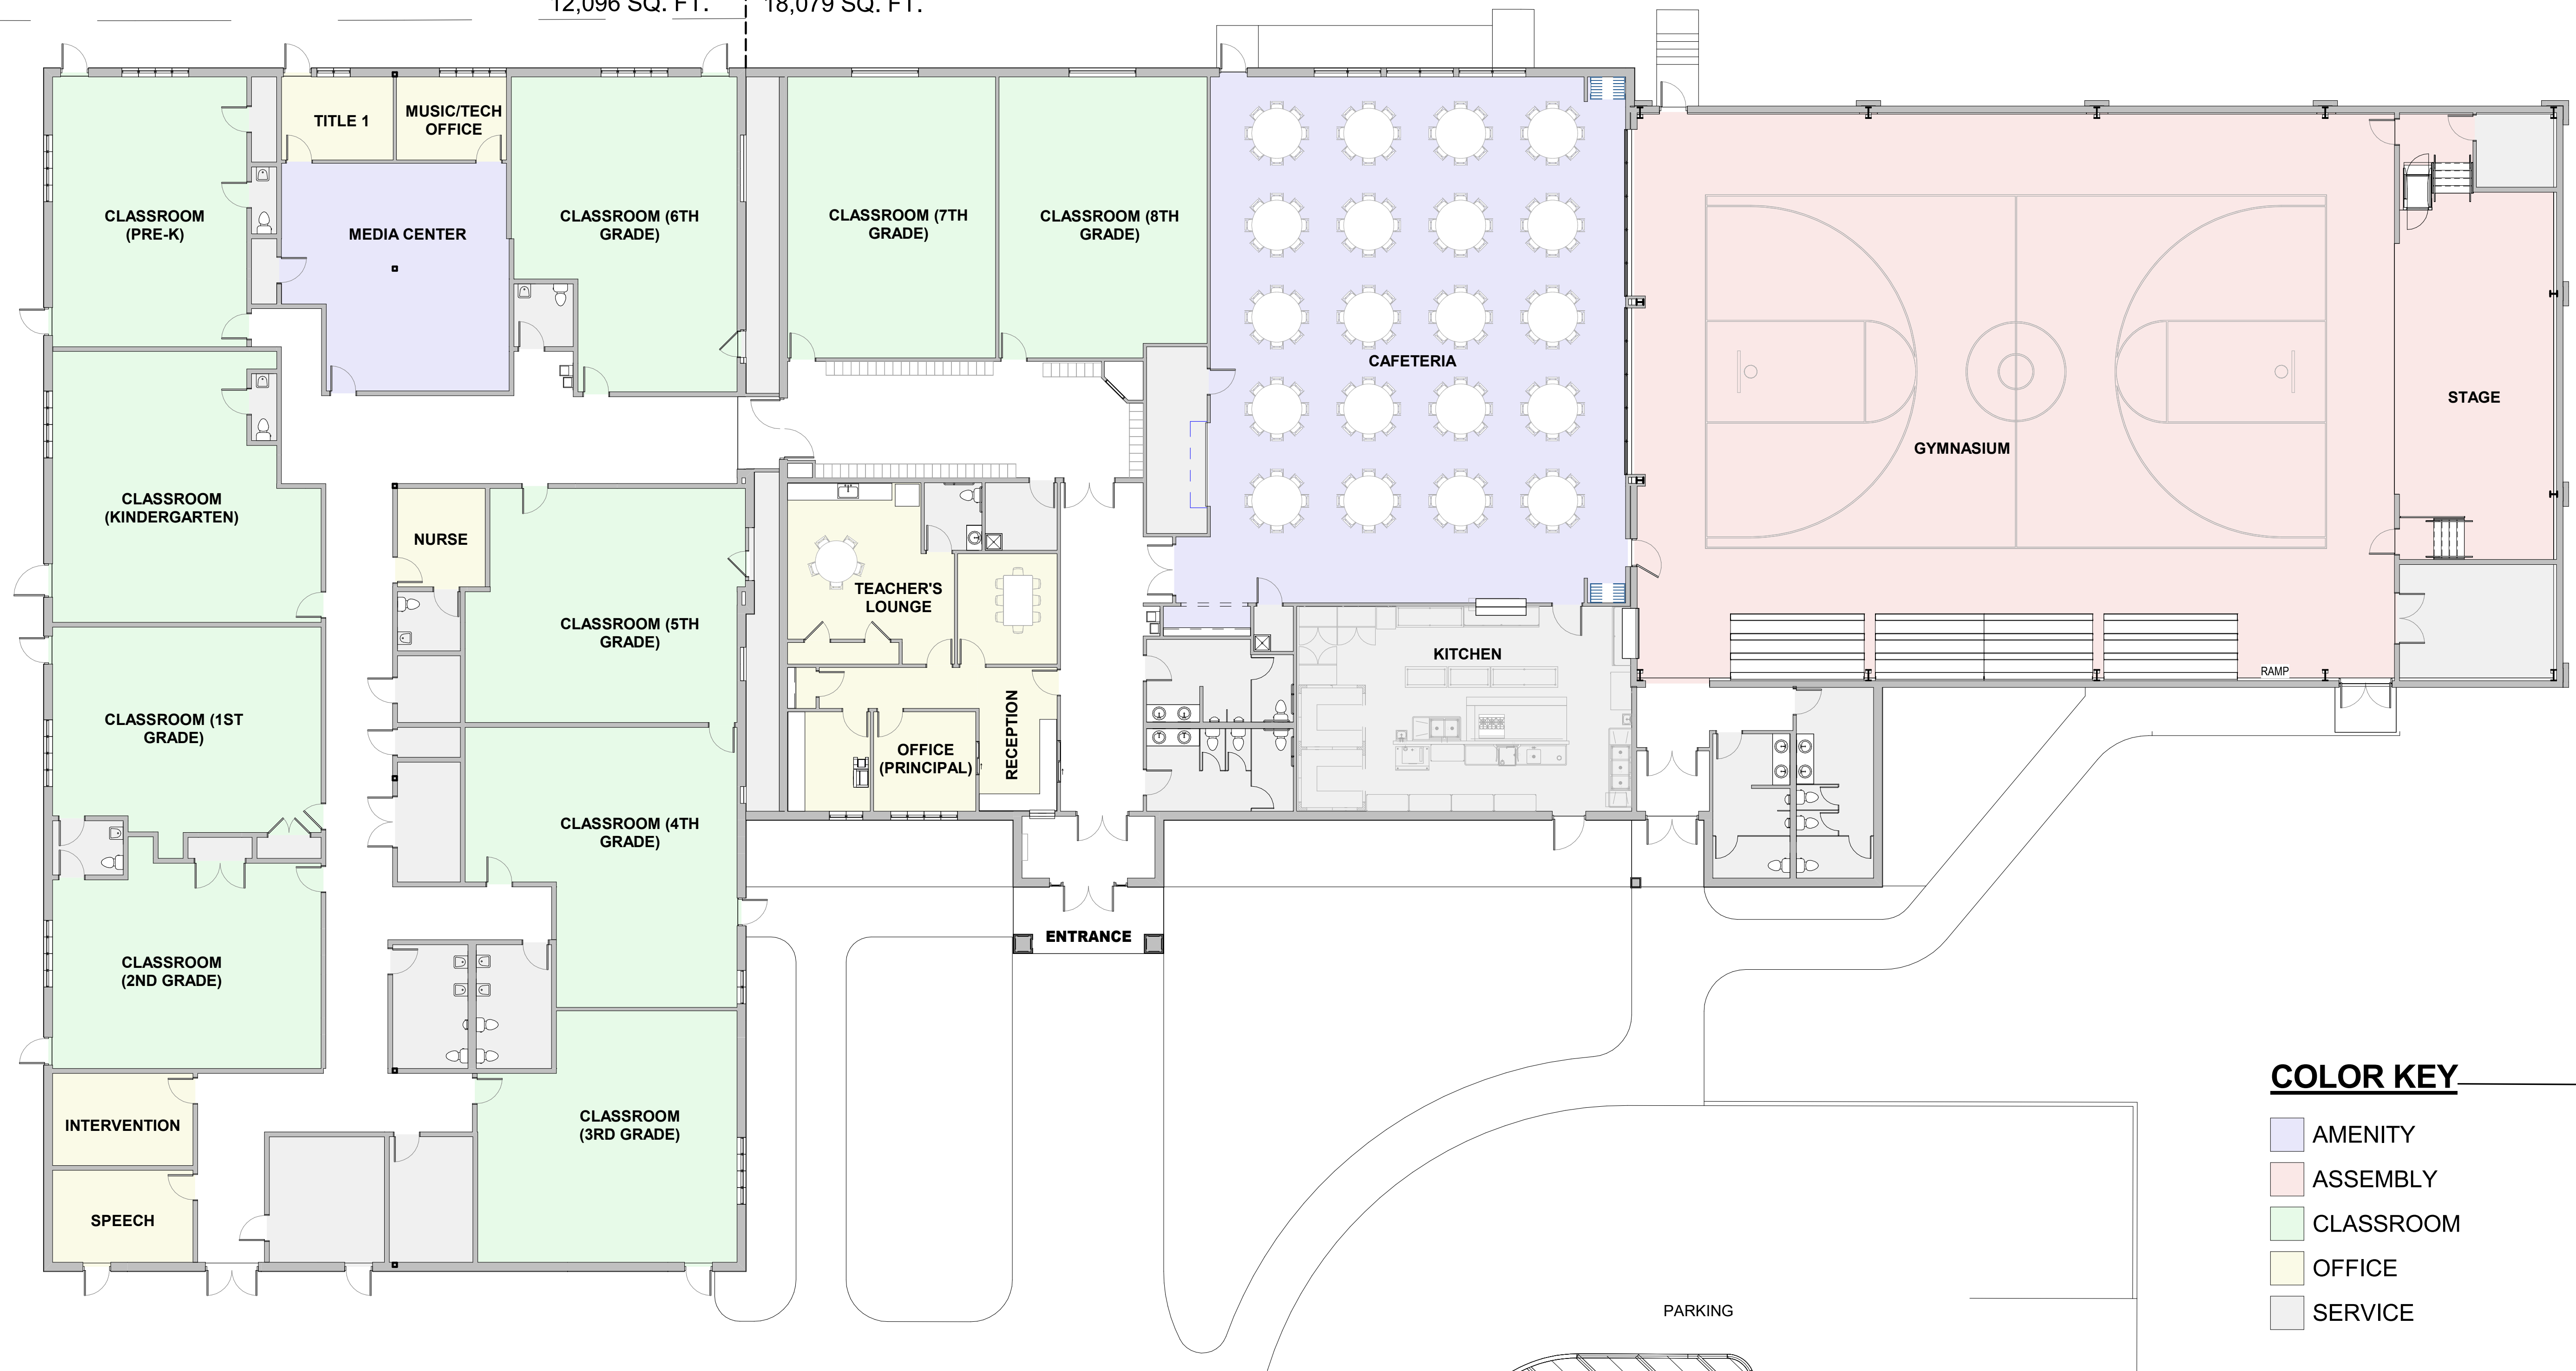 12,096 SQ. FT.
18,079 SQ. FT.
TITLE 1
MUSIC/TECH
OFFICE
CLASSROOM
(PRE-K)
MEDIA CENTER
CLASSROOM (6TH
GRADE)
CLASSROOM (7TH
GRADE)
CLASSROOM (8TH
GRADE)
CAFETERIA
GYMNASIUM
STAGE
CLASSROOM
(KINDERGARTEN)
NURSE
CLASSROOM (5TH
GRADE)
TEACHER'S
LOUNGE
KITCHEN
RAMP
CLASSROOM (1ST
GRADE)
RECEPTION
OFFICE
(PRINCIPAL)
CLASSROOM (4TH
GRADE)
ENTRANCE
CLASSROOM
(2ND GRADE)
INTERVENTION
CLASSROOM
(3RD GRADE)
SPEECH
PARKING
COLOR KEY
AMENITY
ASSEMBLY
CLASSROOM
OFFICE
SERVICE